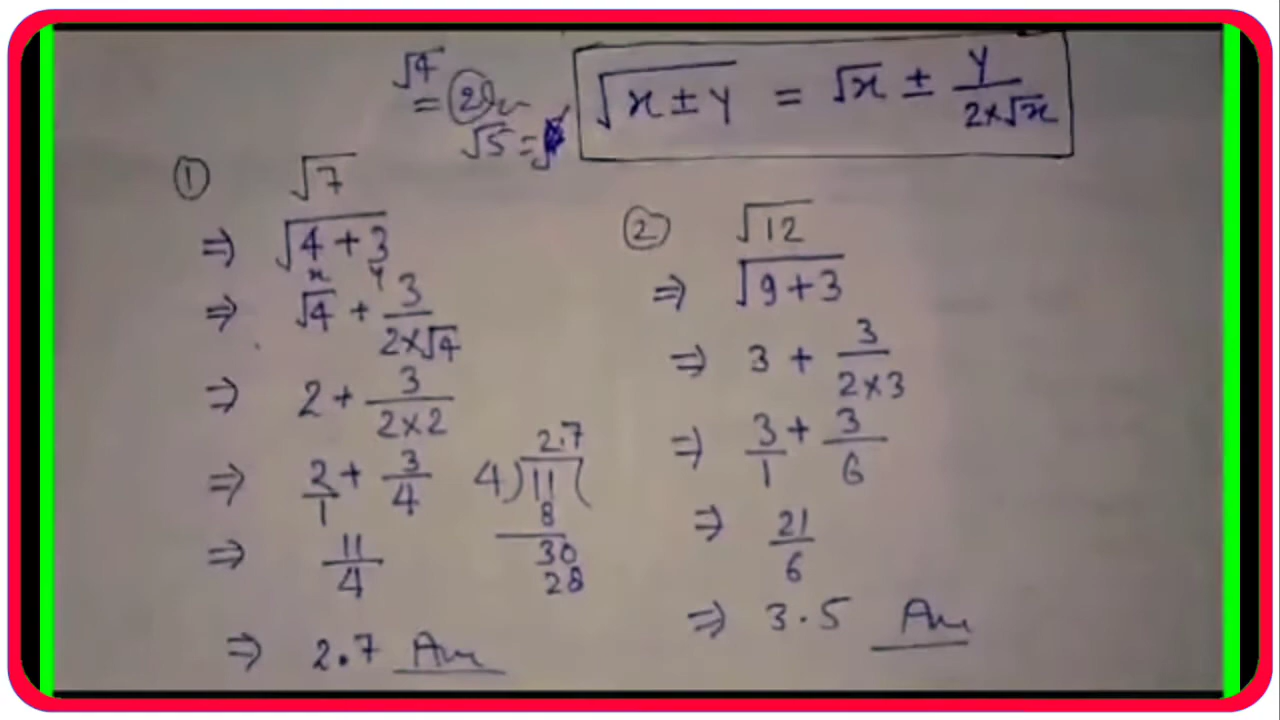 √4
= 2
√5 =
√x ± y = √x ± y/2×√x
① √7
⇒ √4 + 3
x y
⇒ √4 + 3/2×√4
⇒ 2 + 3/2×2
⇒ 2/1 + 3/4
⇒ 11/4
⇒ 2.7 Ans
2.7
4)11(
8
30
28
② √12
⇒ √9+3
⇒ 3 + 3/2×3
⇒ 3/1 + 3/6
⇒ 21/6
⇒ 3.5 Ans